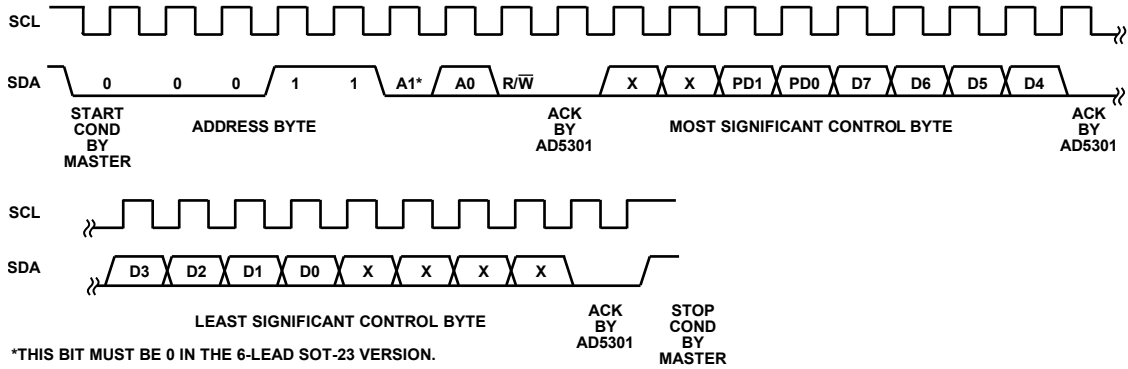 SCL
SDA
0 0 0 1 1 A1* A0 R/W̅ X X PD1 PD0 D7 D6 D5 D4
START
COND
BY
MASTER
ADDRESS BYTE
ACK
BY
AD5301
MOST SIGNIFICANT CONTROL BYTE
ACK
BY
AD5301
SCL
SDA
D3 D2 D1 D0 X X X X
LEAST SIGNIFICANT CONTROL BYTE
ACK
BY
AD5301
STOP
COND
BY
MASTER
*THIS BIT MUST BE 0 IN THE 6-LEAD SOT-23 VERSION.